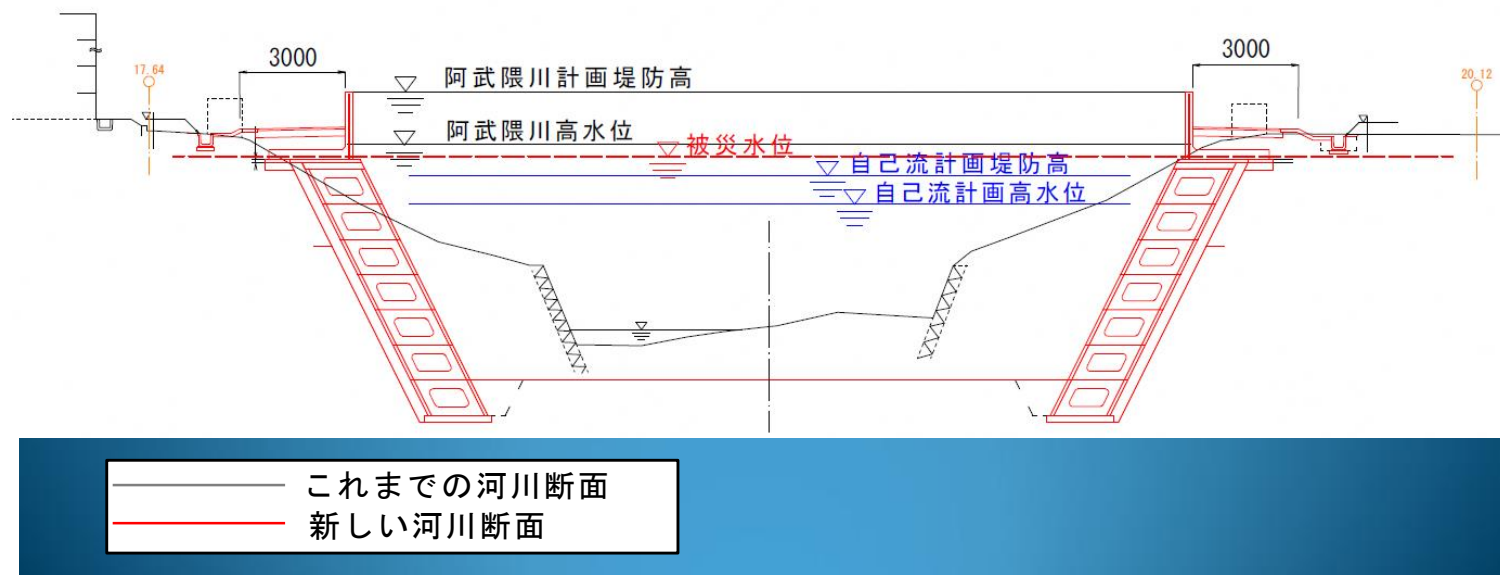 3000
3000
17.64
20.12
阿武隈川計画堤防高
阿武隈川高水位
被災水位
自己流計画堤防高
自己流計画高水位
これまでの河川断面
新しい河川断面